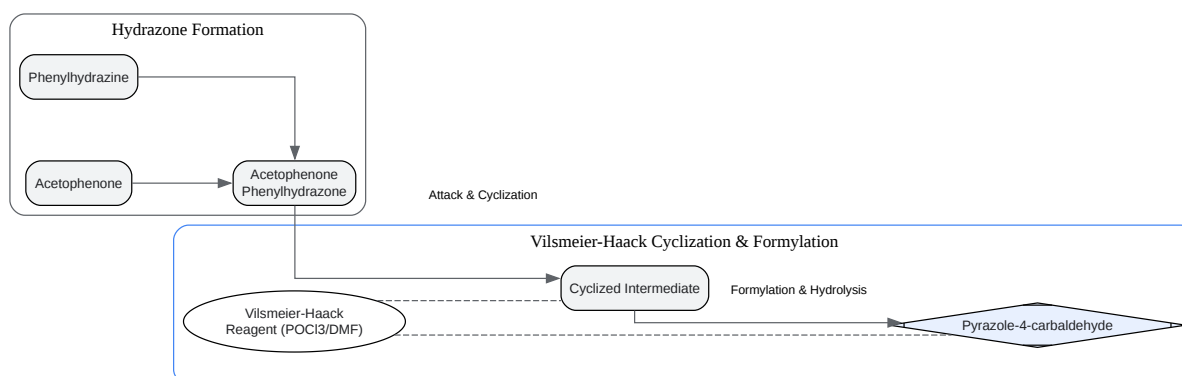 Hydrazone Formation
Phenylhydrazine
Acetophenone
Acetophenone
Phenylhydrazone
Attack & Cyclization
Vilsmeier-Haack Cyclization & Formylation
Cyclized Intermediate
Formylation & Hydrolysis
Vilsmeier-Haack
Reagent (POCl3/DMF)
Pyrazole-4-carbaldehyde